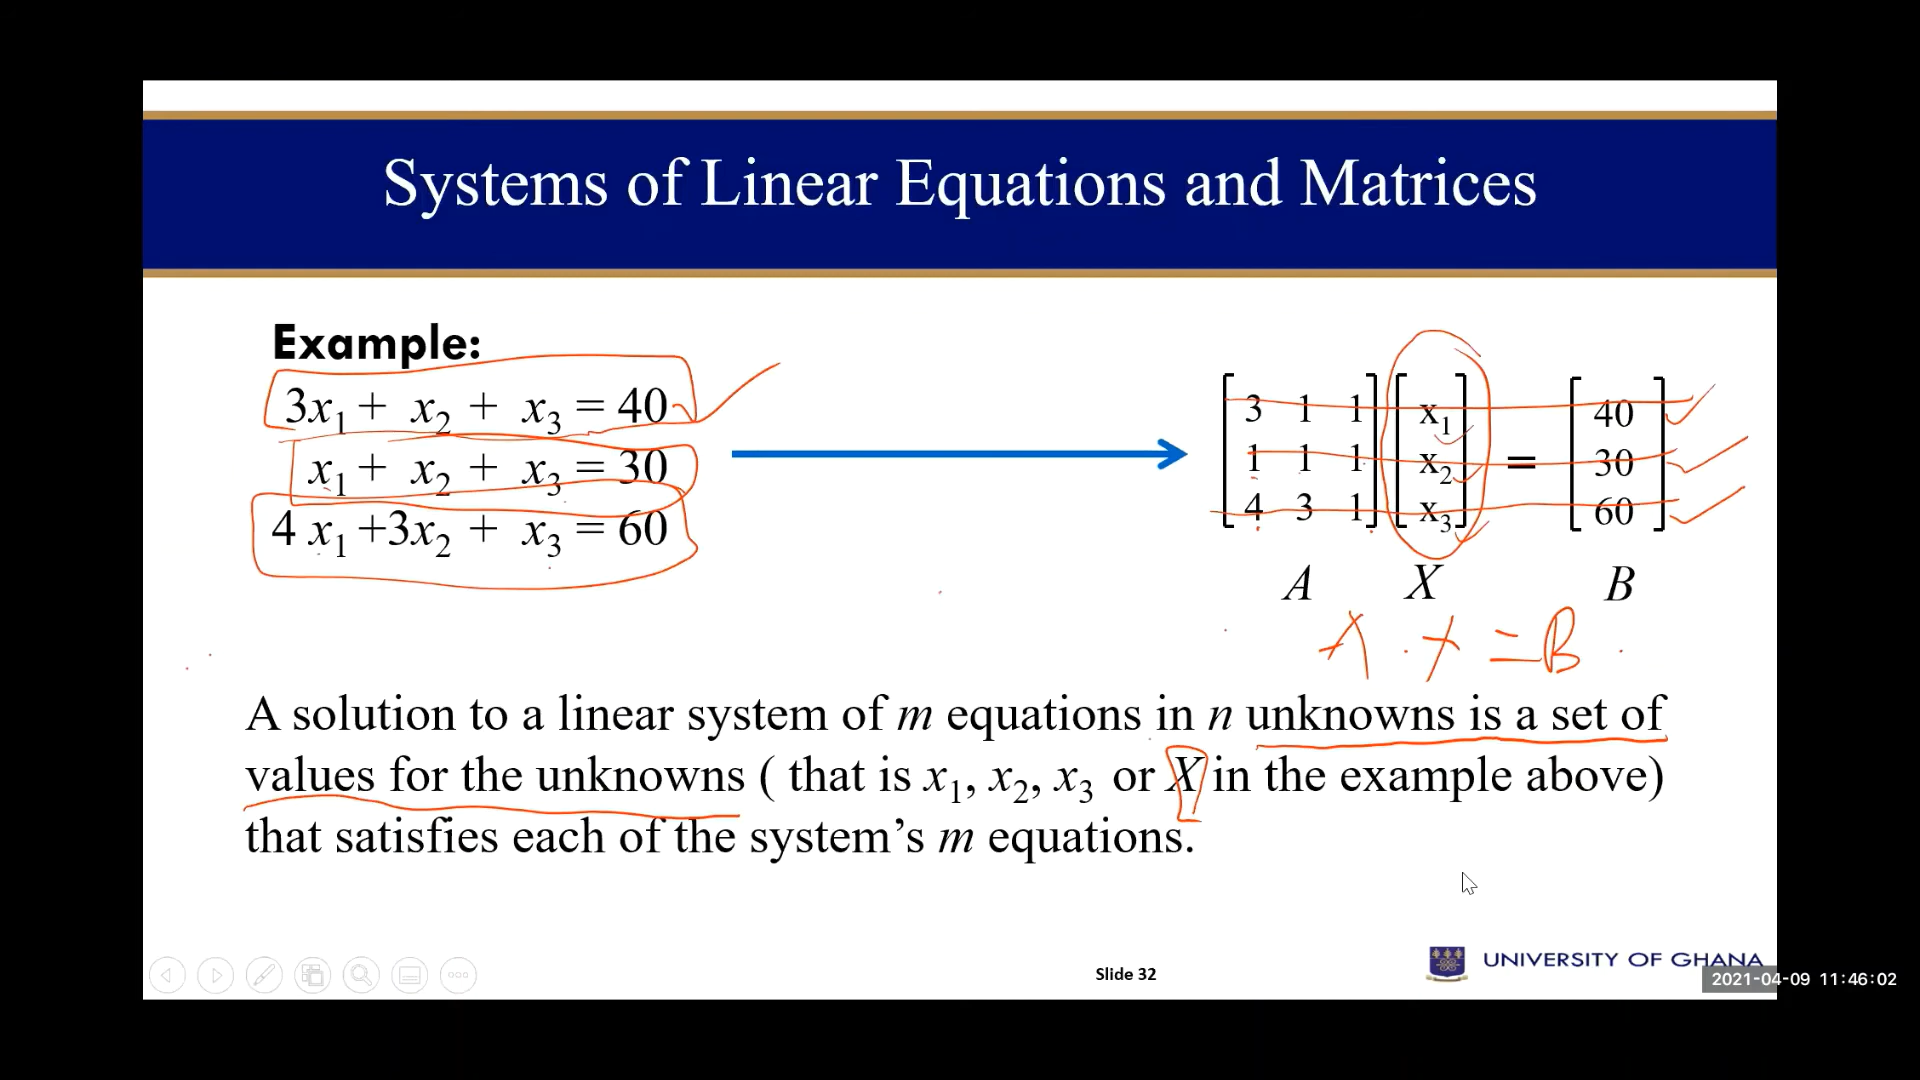 Systems of Linear Equations and Matrices
Example:
3x₁ + x₂ + x₃ = 40
x₁ + x₂ + x₃ = 30
4 x₁ +3x₂ + x₃ = 60
3 1 1 x₁ 40
1 1 1 x₂ = 30
4 3 1 x₃ 60
A X B
A . X = B
A solution to a linear system of m equations in n unknowns is a set of
values for the unknowns ( that is x₁, x₂, x₃ or X in the example above)
that satisfies each of the system’s m equations.
Slide 32
UNIVERSITY OF GHANA
2021-04-09 11:46:02